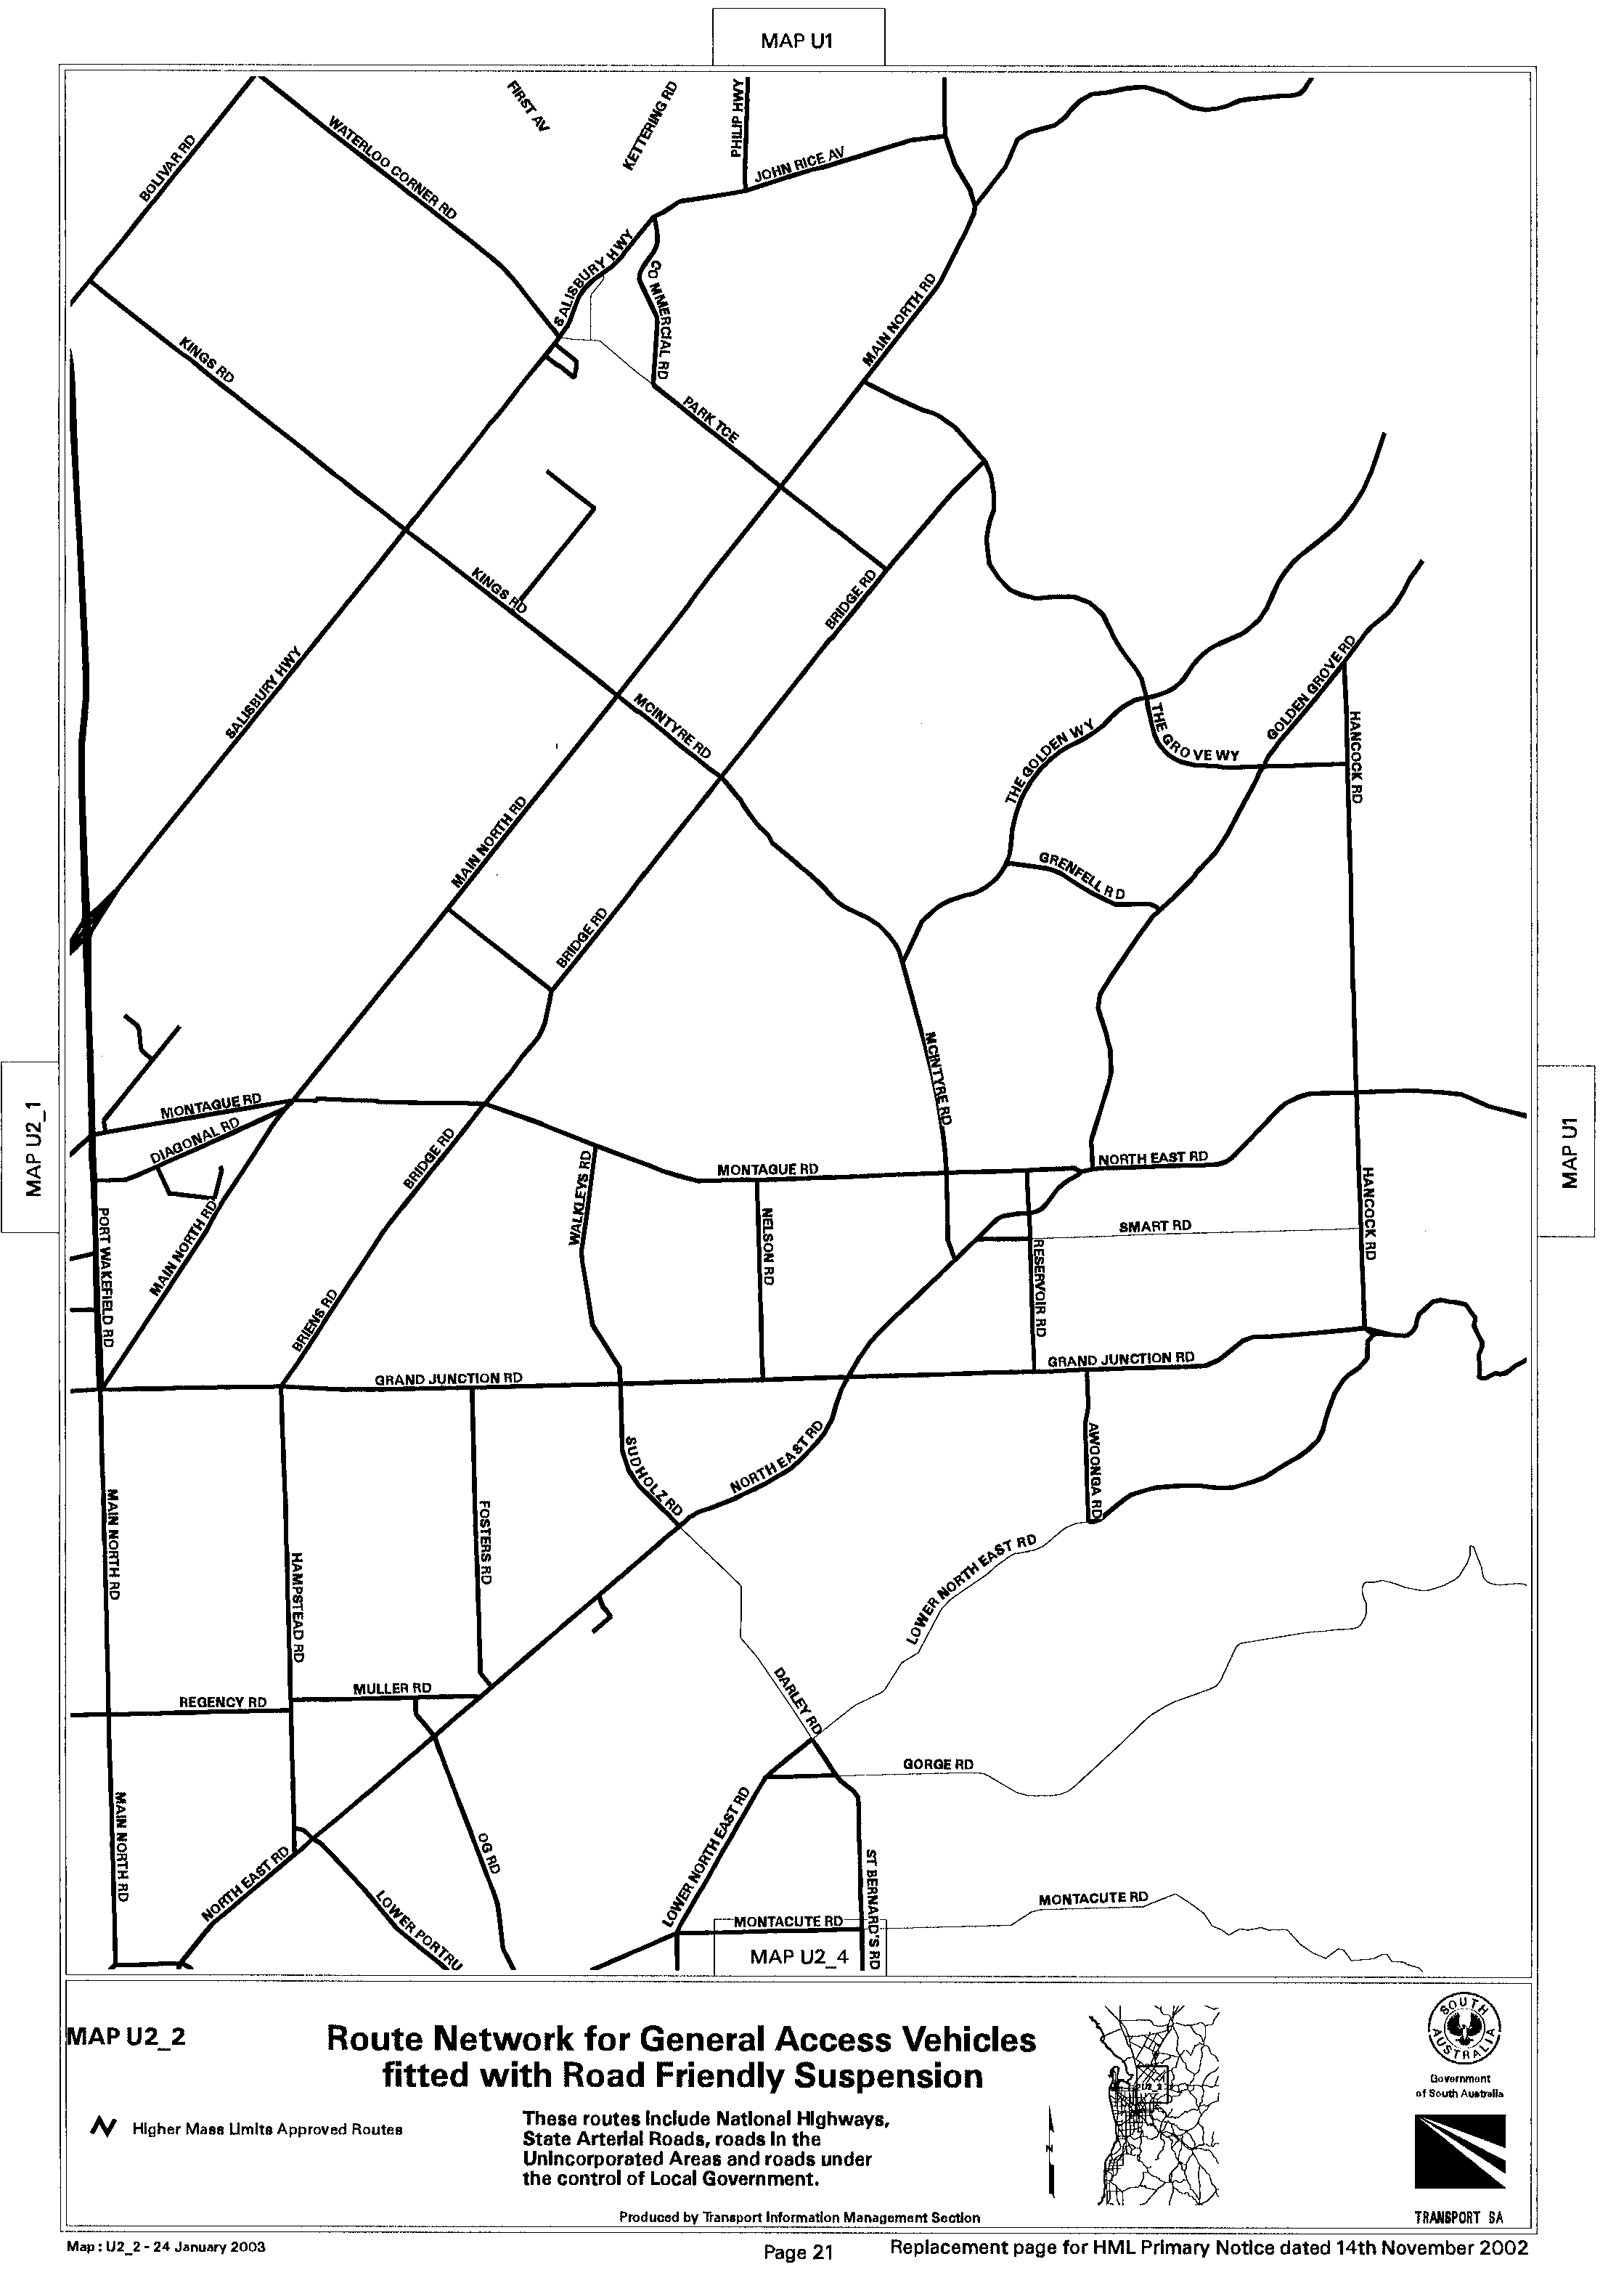 MAP U1
FIRST AV
KETTERING RD
PHILIP HWY
BOLIVAR RD
WATERLOO CORNER RD
JOHN RICE AV
SALISBURY HWY
COMMERCIAL RD
MAIN NORTH RD
KINGS RD
PARK TCE
KINGS RD
BRIDGE RD
SALISBURY HWY
MCINTYRE RD
GOLDEN GROVE RD
THE GROVE WY
HANCOCK RD
THE GOLDEN WY
MAIN NORTH RD
GRENFELL RD
BRIDGE RD
MCINTYRE RD
MAP U2_1
MAP U1
MONTAGUE RD
DIAGONAL RD
BRIDGE RD
WALKLEYS RD
MONTAGUE RD
NORTH EAST RD
HANCOCK RD
PORT WAKEFIELD RD
MAIN NORTH RD
NELSON RD
SMART RD
RESERVOIR RD
BRIENS RD
GRAND JUNCTION RD
GRAND JUNCTION RD
MAIN NORTH RD
HAMPSTEAD RD
FOSTERS RD
SUDHOLZ RD
NORTH EAST RD
AWOONGA RD
LOWER NORTH EAST RD
REGENCY RD
MULLER RD
DARLEY RD
GORGE RD
MAIN NORTH RD
NORTH EAST RD
LOWER PORTRU
OG RD
LOWER NORTH EAST RD
ST BERNARD'S RD
MONTACUTE RD
MONTACUTE RD
MAP U2_4
MAP U2_2
Route Network for General Access Vehicles
fitted with Road Friendly Suspension
Higher Mass Limits Approved Routes
These routes include National Highways,
State Arterial Roads, roads in the
Unincorporated Areas and roads under
the control of Local Government.
Produced by Transport Information Management Section
N
U2_2
SOUTH
AUSTRALIA
Government
of South Australia
TRANSPORT SA
Map : U2_2 - 24 January 2003
Page 21
Replacement page for HML Primary Notice dated 14th November 2002